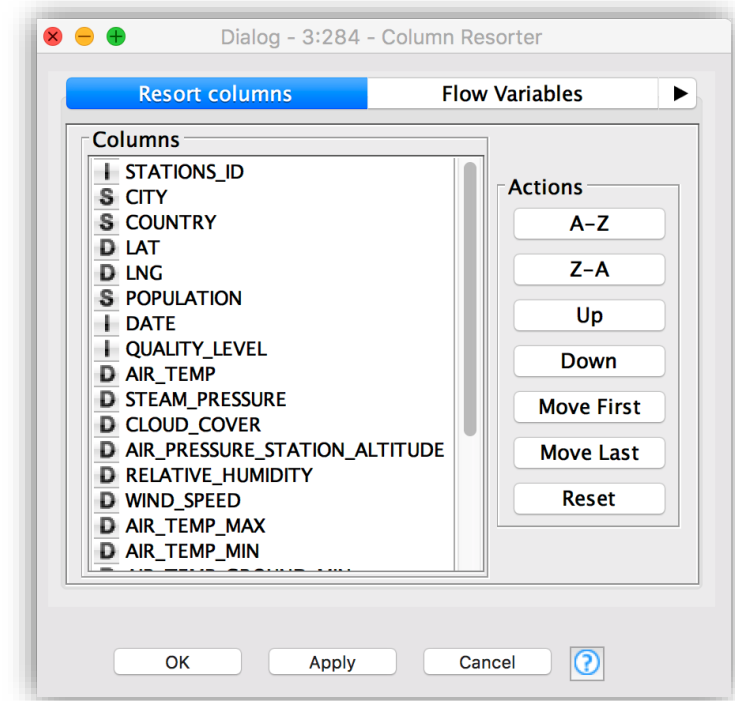 Dialog - 3:284 - Column Resorter
Resort columns
Flow Variables
Columns
I STATIONS_ID
S CITY
S COUNTRY
D LAT
D LNG
S POPULATION
I DATE
I QUALITY_LEVEL
D AIR_TEMP
D STEAM_PRESSURE
D CLOUD_COVER
D AIR_PRESSURE_STATION_ALTITUDE
D RELATIVE_HUMIDITY
D WIND_SPEED
D AIR_TEMP_MAX
D AIR_TEMP_MIN
Actions
A-Z
Z-A
Up
Down
Move First
Move Last
Reset
OK
Apply
Cancel
?